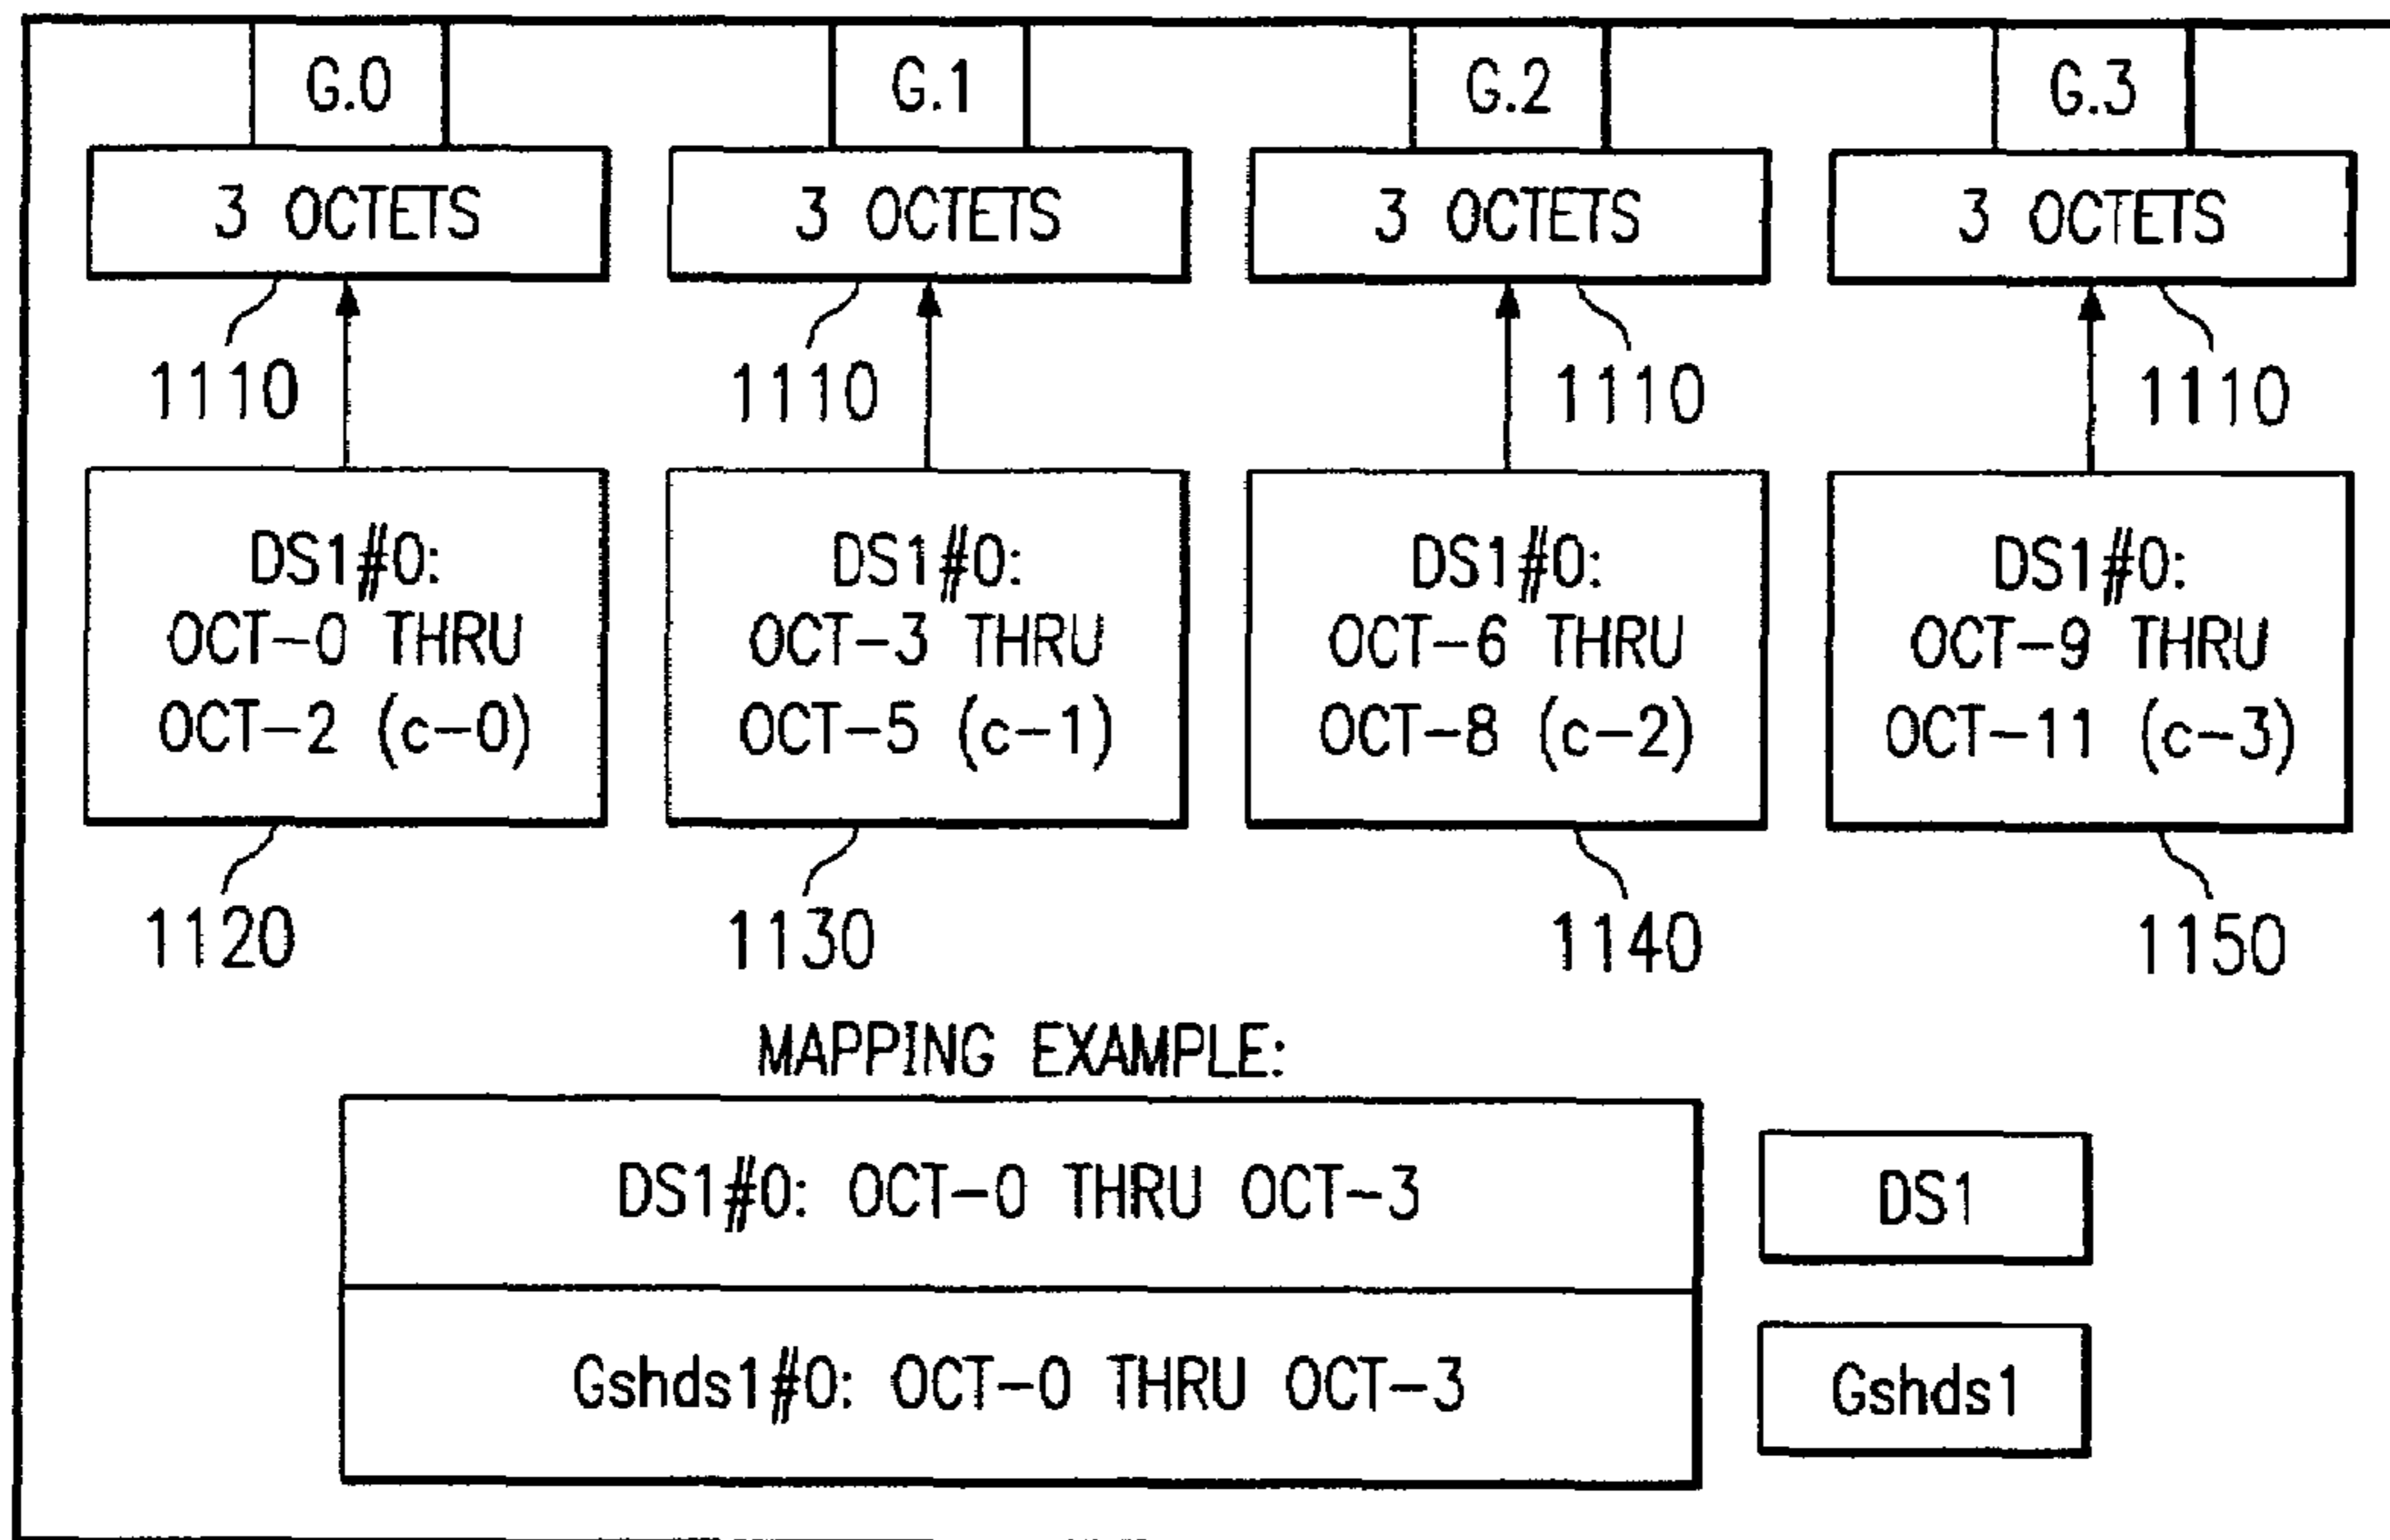 G.0 G.1 G.2 G.3
3 OCTETS 3 OCTETS 3 OCTETS 3 OCTETS
1110 1110 1110 1110
DS1#0: DS1#0: DS1#0: DS1#0:
OCT-0 THRU OCT-3 THRU OCT-6 THRU OCT-9 THRU
OCT-2 (c-0) OCT-5 (c-1) OCT-8 (c-2) OCT-11 (c-3)
1120 1130 1140 1150
MAPPING EXAMPLE:
DS1#0: OCT-0 THRU OCT-3 DS1
Gshds1#0: OCT-0 THRU OCT-3 Gshds1